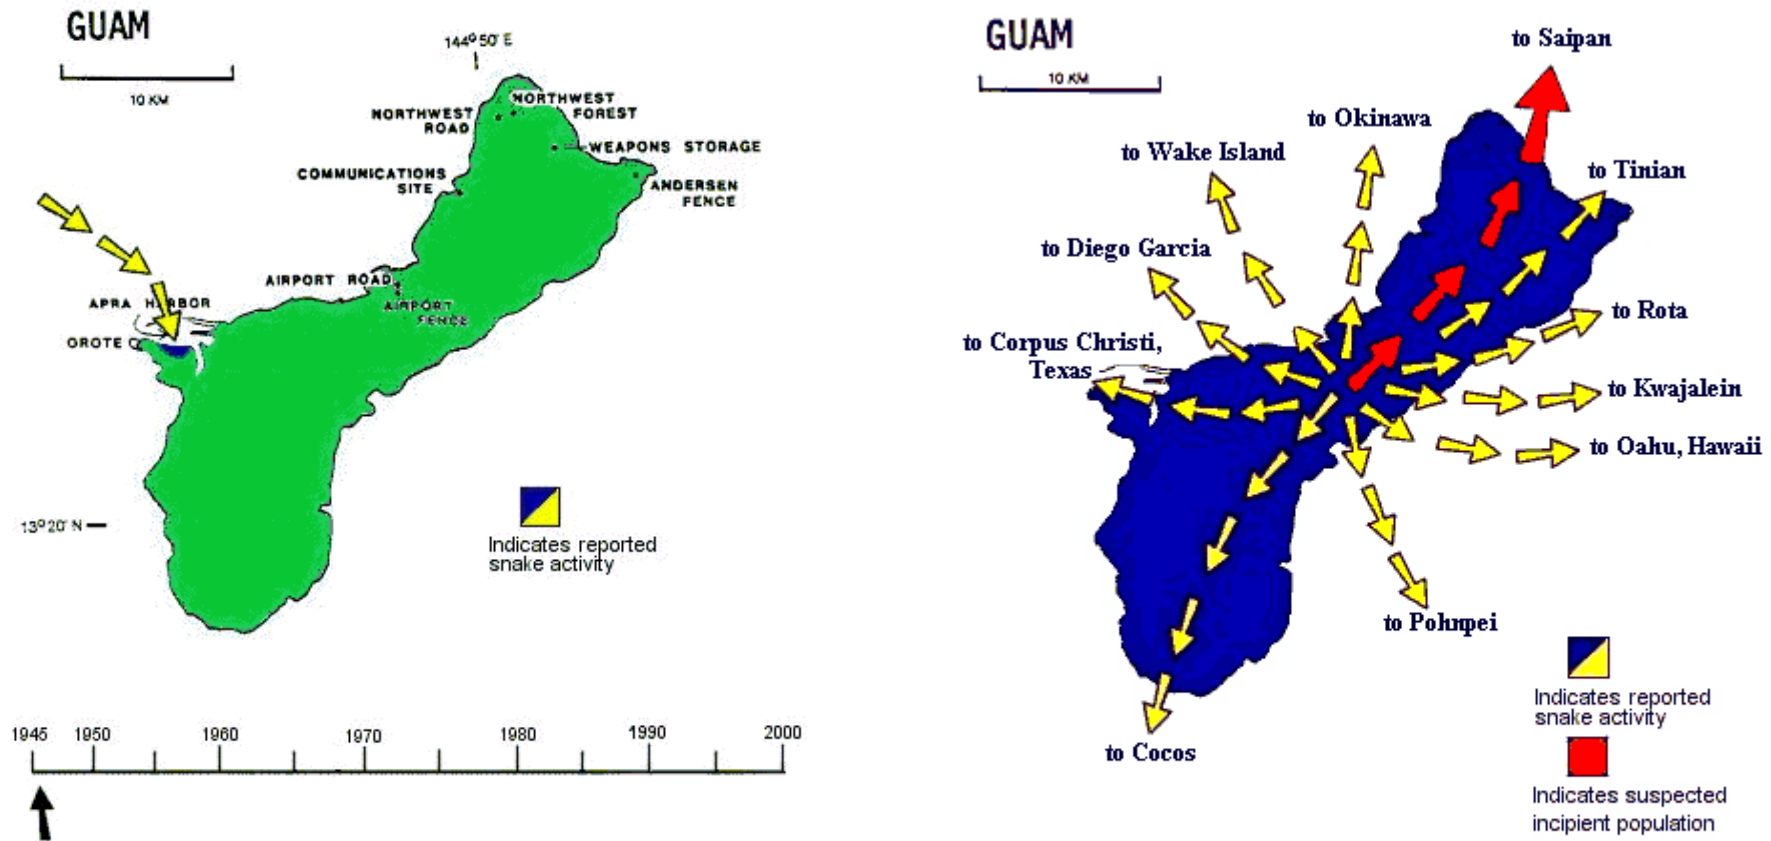 GUAM
144° 50' E
10 KM
NORTHWEST
FOREST
NORTHWEST
ROAD
WEAPONS STORAGE
COMMUNICATIONS
SITE
ANDERSEN
FENCE
AIRPORT ROAD
AIRPORT
FENCE
APRA HARBOR
OROTE
13° 20' N
Indicates reported
snake activity
1945 1950 1960 1970 1980 1990 2000
GUAM
10 KM
to Saipan
to Okinawa
to Wake Island
to Tinian
to Diego Garcia
to Rota
to Corpus Christi,
Texas
to Kwajalein
to Oahu, Hawaii
to Pohnpei
to Cocos
Indicates reported
snake activity
Indicates suspected
incipient population